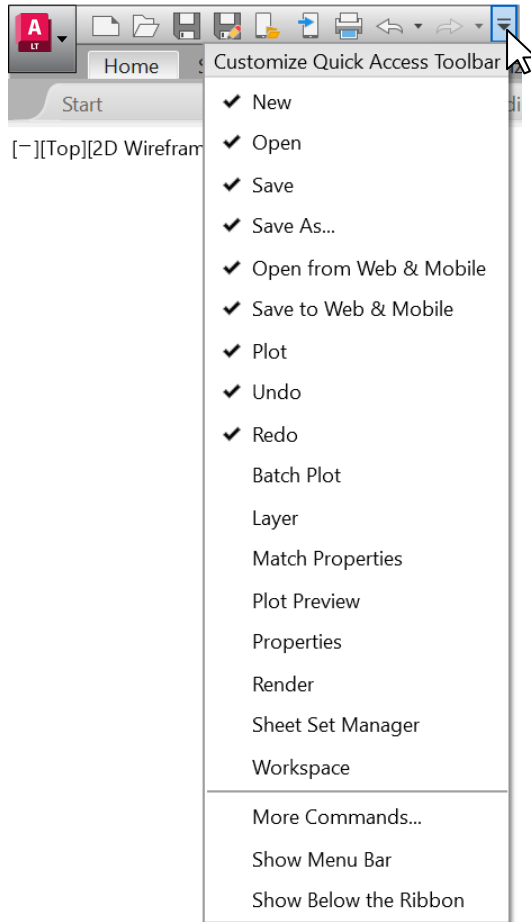 A
LT
Customize Quick Access Toolbar
Home
Start
[−][Top][2D Wirefram
New
Open
Save
Save As...
Open from Web & Mobile
Save to Web & Mobile
Plot
Undo
Redo
Batch Plot
Layer
Match Properties
Plot Preview
Properties
Render
Sheet Set Manager
Workspace
More Commands...
Show Menu Bar
Show Below the Ribbon